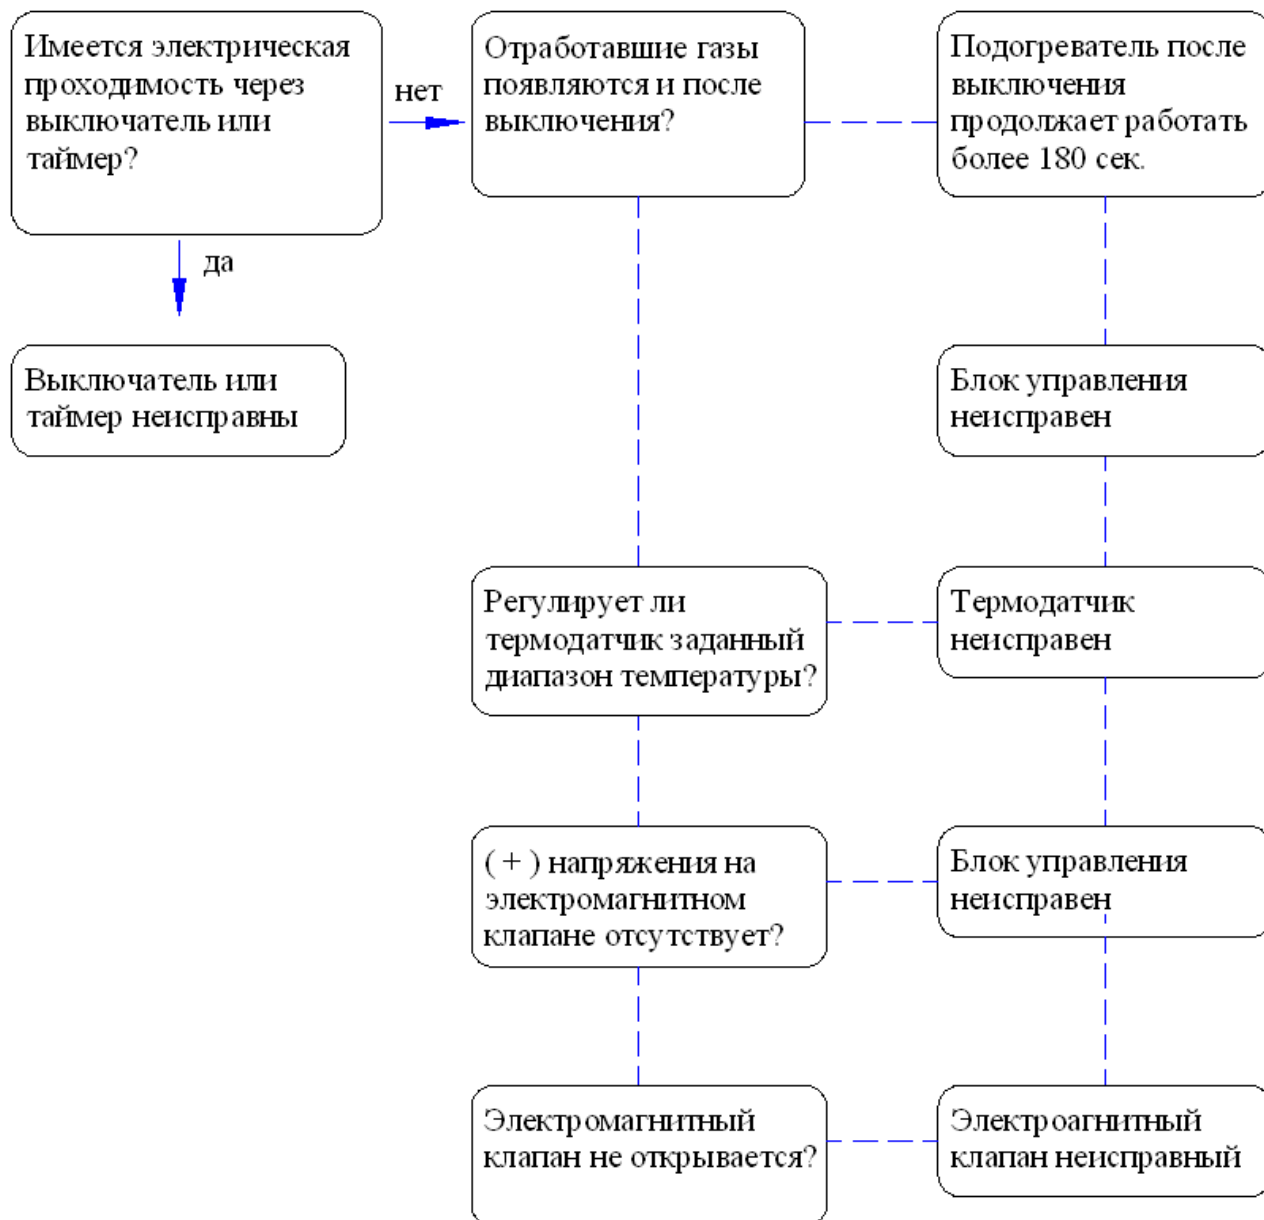 Имеется электрическая
проходимость через
выключатель или
таймер?
нет
Отработавшие газы
появляются и после
выключения?
Подогреватель после
выключения
продолжает работать
более 180 сек.
да
Выключатель или
таймер неисправны
Блок управления
неисправен
Регулирует ли
термодатчик заданный
диапазон температуры?
Термодатчик
неисправен
( + ) напряжения на
электромагнитном
клапане отсутствует?
Блок управления
неисправен
Электромагнитный
клапан не открывается?
Электроагнитный
клапан неисправный